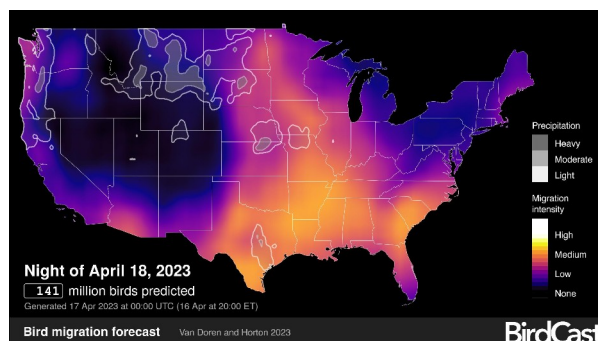 Precipitation
Heavy
Moderate
Light
Migration
intensity
High
Medium
Low
None
Night of April 18, 2023
141 million birds predicted
Generated 17 Apr 2023 at 00:00 UTC (16 Apr at 20:00 ET)
Bird migration forecast Van Doren and Horton 2023
BirdCast